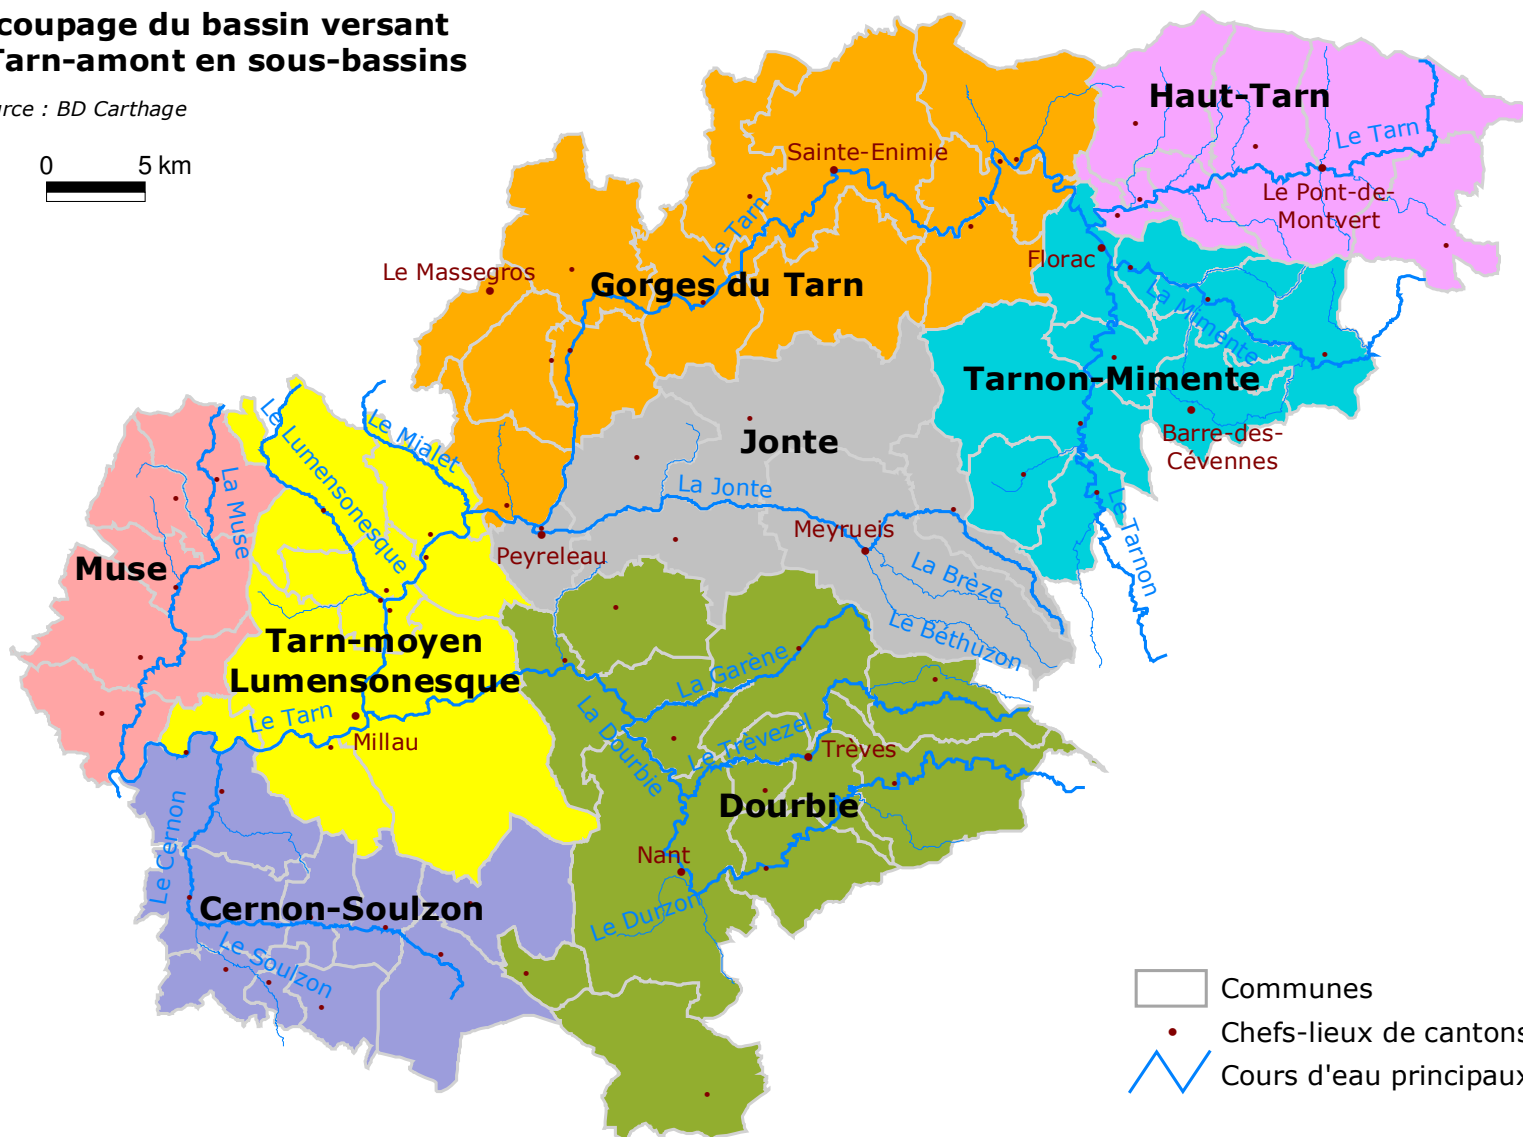 coupage du bassin versant
Tarn-amont en sous-bassins
urce : BD Carthage
0 5 km
Haut-Tarn
Le Tarn
Sainte-Enimie
Le Pont-de-
Montvert
Le Tarn
Florac
Le Massegros
Gorges du Tarn
La Mimente
Tarnon-Mimente
Barre-des-
Cévennes
Le Lumensonesque
Le Mialet
Jonte
La Muse
La Jonte
Meyrueis
Le Tarnon
Peyreleau
Muse
La Brèze
Le Béthuzon
Tarn-moyen
Lumensonesque
La Garène
Le Tarn
Millau
La Dourbie
Le Trèvezel
Trèves
Dourbie
Le Cernon
Nant
Cernon-Soulzon
Le Durzon
Le Soulzon
Communes
Chefs-lieux de cantons
Cours d'eau principaux